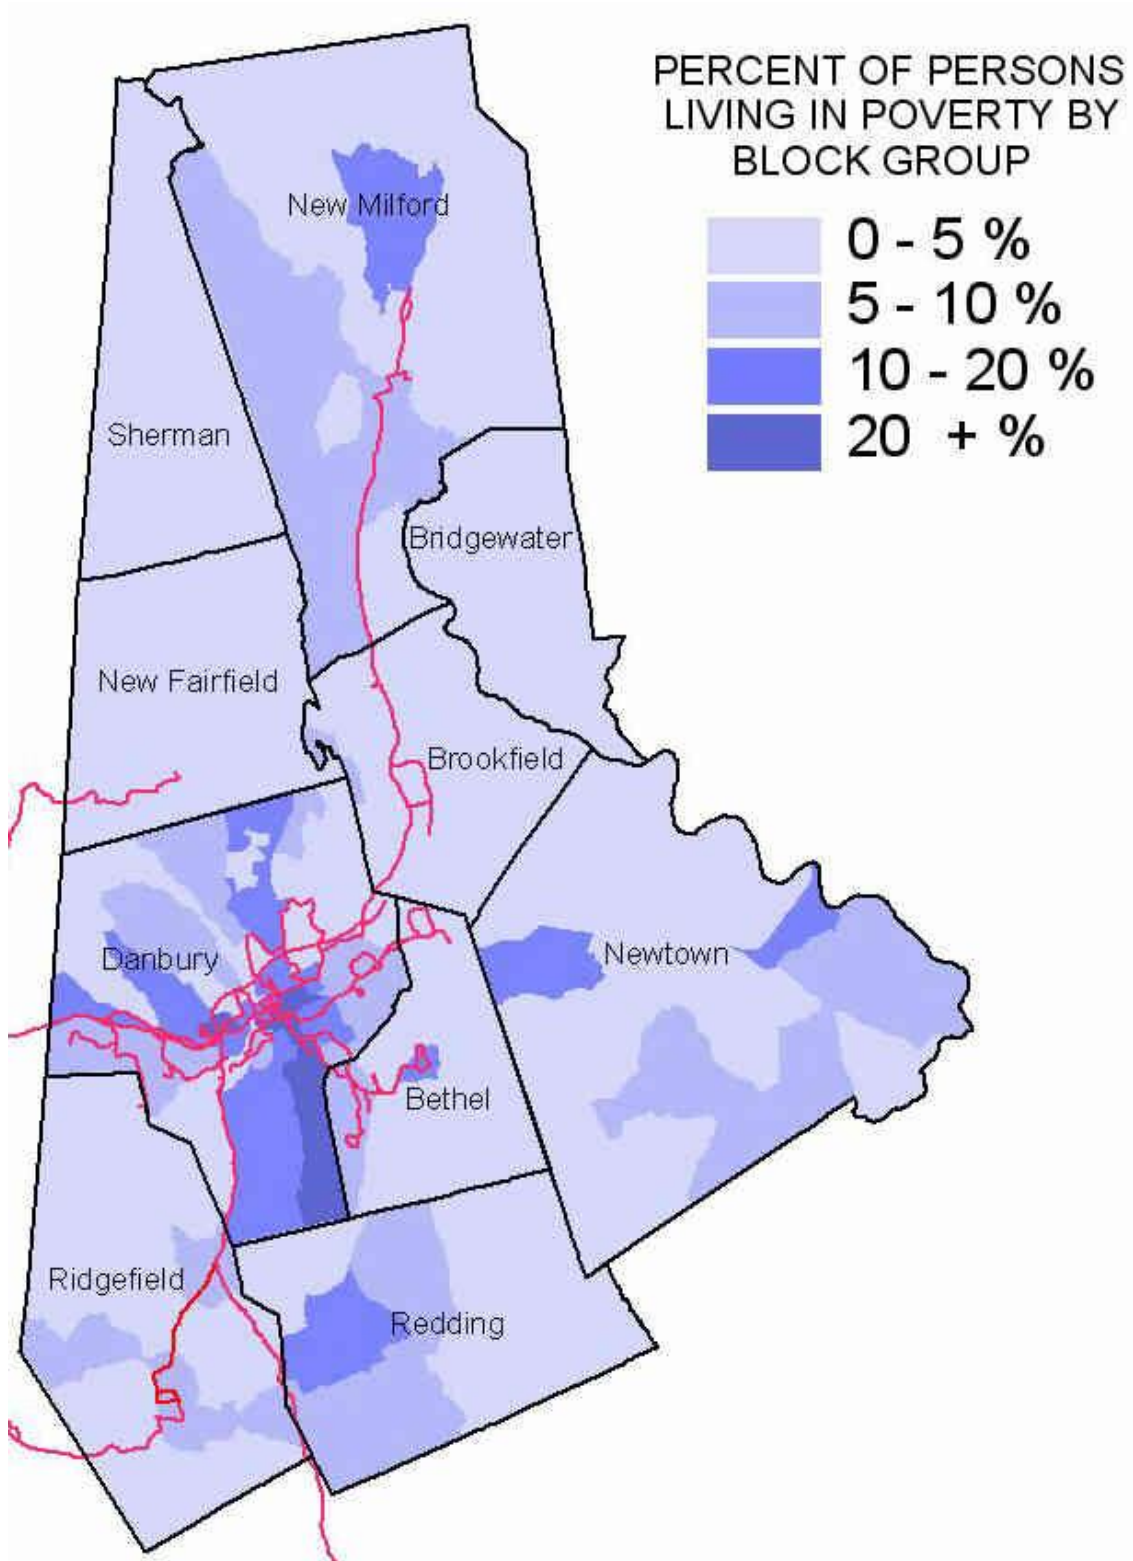 PERCENT OF PERSONS
LIVING IN POVERTY BY
BLOCK GROUP
0 - 5 %
5 - 10 %
10 - 20 %
20 + %
New Milford
Sherman
Bridgewater
New Fairfield
Brookfield
Danbury
Newtown
Bethel
Ridgefield
Redding